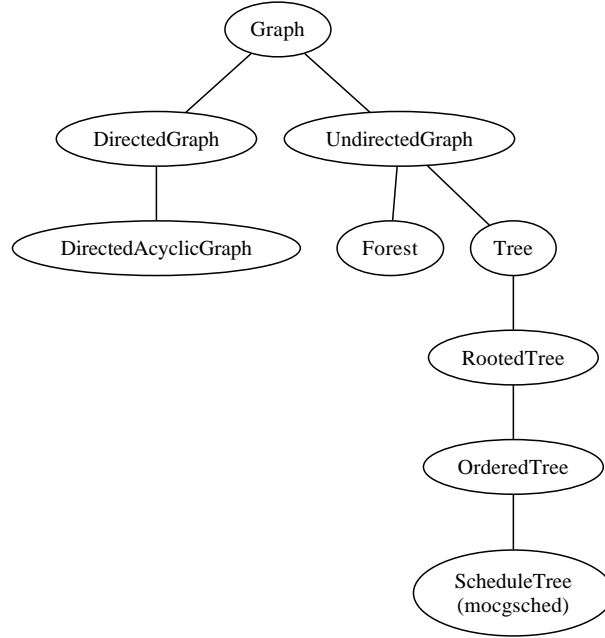 Graph
DirectedGraph
UndirectedGraph
DirectedAcyclicGraph
Forest
Tree
RootedTree
OrderedTree
ScheduleTree
(mocgsched)